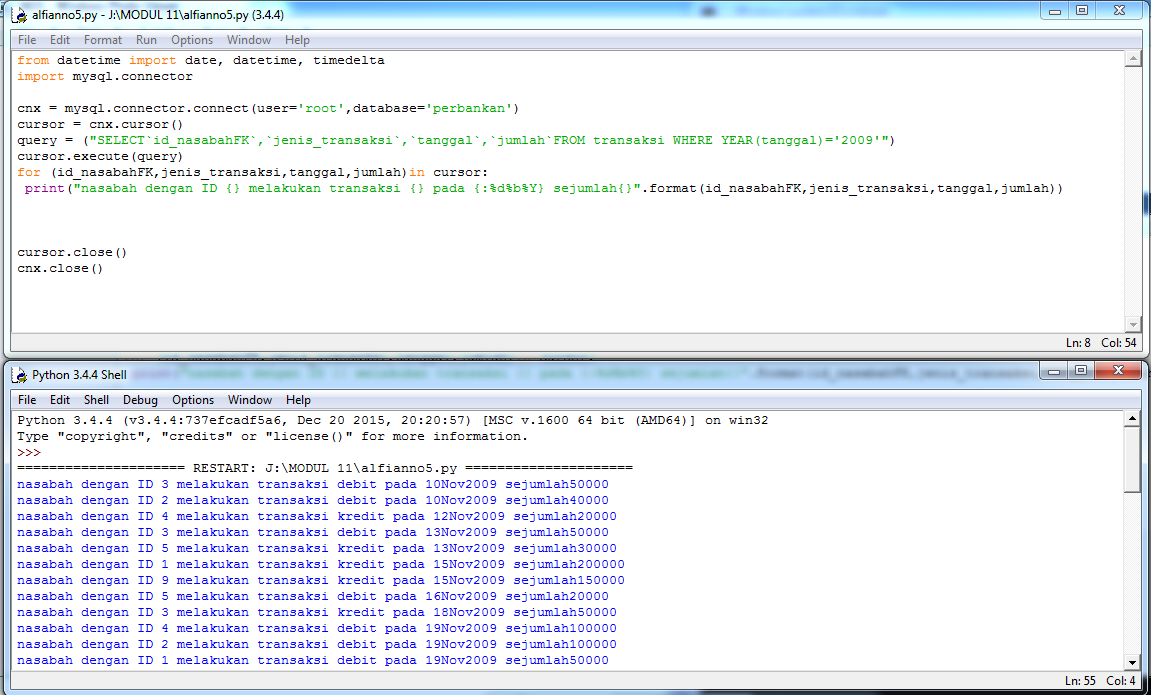 alfianno5.py - J:\MODUL 11\alfianno5.py (3.4.4)
File Edit Format Run Options Window Help
from datetime import date, datetime, timedelta
import mysql.connector
cnx = mysql.connector.connect(user='root',database='perbankan')
cursor = cnx.cursor()
query = ("SELECT`id_nasabahFK`,`jenis_transaksi`,`tanggal`,`jumlah`FROM transaksi WHERE YEAR(tanggal)='2009'")
cursor.execute(query)
for (id_nasabahFK,jenis_transaksi,tanggal,jumlah)in cursor:
 print("nasabah dengan ID {} melakukan transaksi {} pada {:%d%b%Y} sejumlah{}".format(id_nasabahFK,jenis_transaksi,tanggal,jumlah))
cursor.close()
cnx.close()
Ln: 8 Col: 54
Python 3.4.4 Shell
File Edit Shell Debug Options Window Help
Python 3.4.4 (v3.4.4:737efcadf5a6, Dec 20 2015, 20:20:57) [MSC v.1600 64 bit (AMD64)] on win32
Type "copyright", "credits" or "license()" for more information.
>>>
===================== RESTART: J:\MODUL 11\alfianno5.py =====================
nasabah dengan ID 3 melakukan transaksi debit pada 10Nov2009 sejumlah50000
nasabah dengan ID 2 melakukan transaksi debit pada 10Nov2009 sejumlah40000
nasabah dengan ID 4 melakukan transaksi kredit pada 12Nov2009 sejumlah20000
nasabah dengan ID 3 melakukan transaksi debit pada 13Nov2009 sejumlah50000
nasabah dengan ID 5 melakukan transaksi kredit pada 13Nov2009 sejumlah30000
nasabah dengan ID 1 melakukan transaksi kredit pada 15Nov2009 sejumlah200000
nasabah dengan ID 9 melakukan transaksi kredit pada 15Nov2009 sejumlah150000
nasabah dengan ID 5 melakukan transaksi debit pada 16Nov2009 sejumlah20000
nasabah dengan ID 3 melakukan transaksi kredit pada 18Nov2009 sejumlah50000
nasabah dengan ID 4 melakukan transaksi debit pada 19Nov2009 sejumlah100000
nasabah dengan ID 2 melakukan transaksi debit pada 19Nov2009 sejumlah100000
nasabah dengan ID 1 melakukan transaksi debit pada 19Nov2009 sejumlah50000
Ln: 55 Col: 4